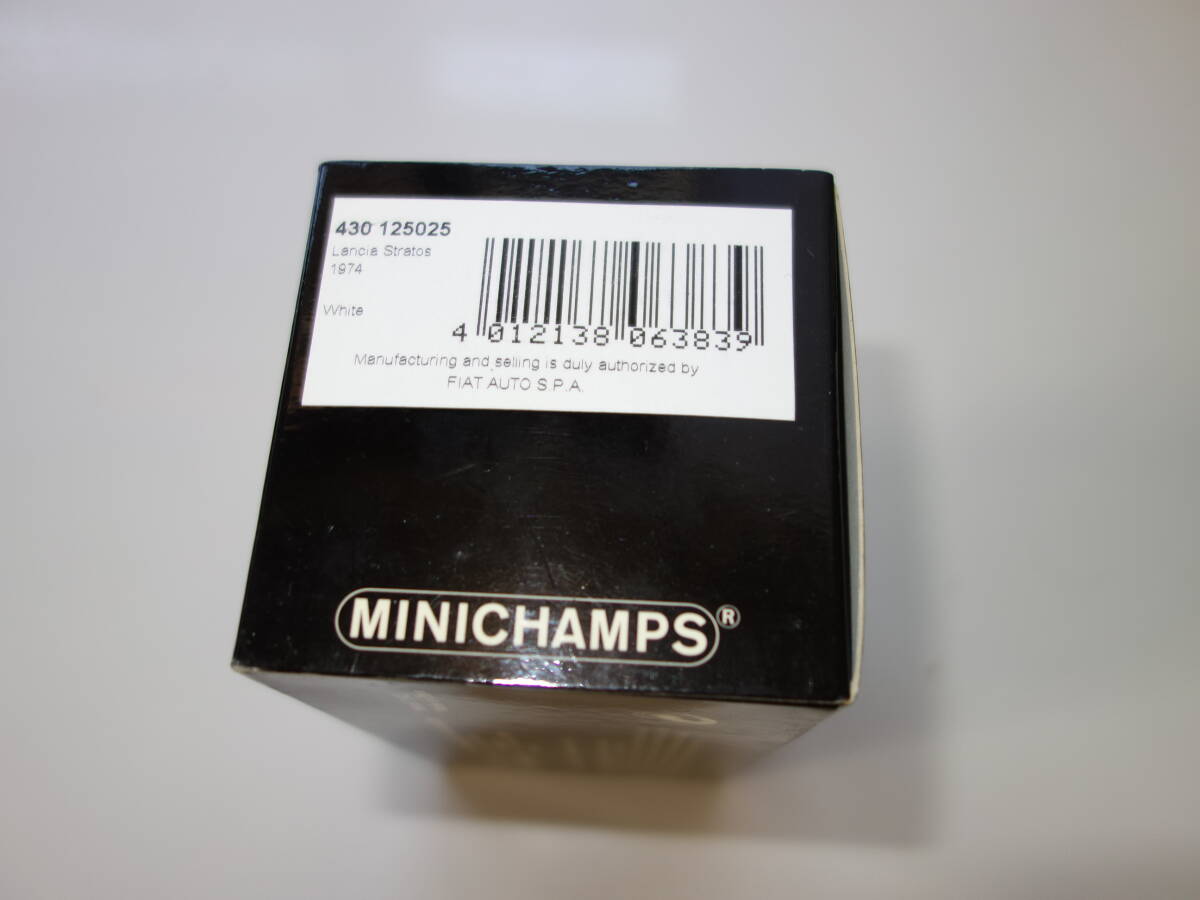 430 125025
Lancia Stratos
1974
White
4 012138 063839
Manufacturing and selling is duly authorized by
FIAT AUTO S.P.A.
MINICHAMPS®